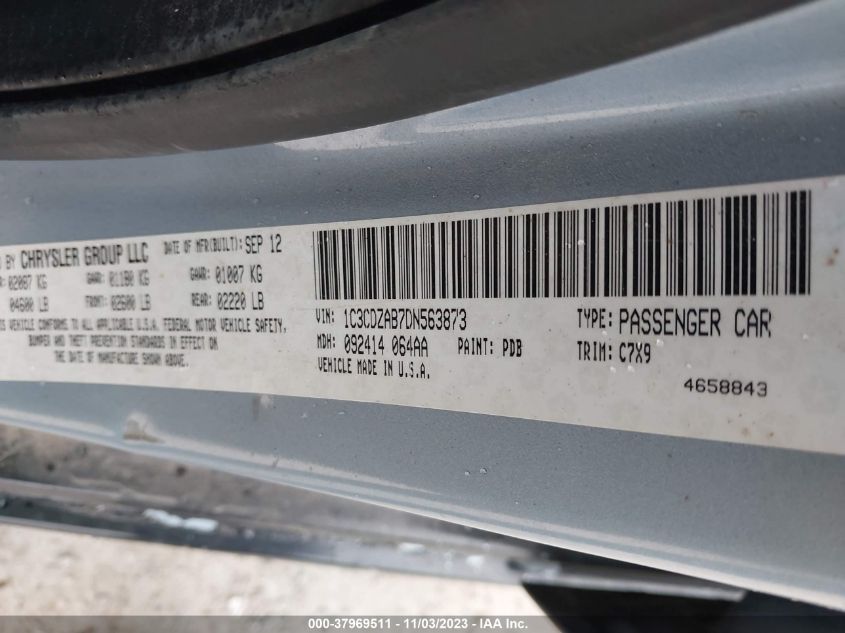 BY CHRYSLER GROUP LLC DATE OF MFR(BUILT): SEP 12
02087 KG GAWR: 01180 KG GAWR: 01007 KG
04600 LB FRONT: 02600 LB REAR: 02220 LB
VEHICLE CONFORMS TO ALL APPLICABLE U.S.A. FEDERAL MOTOR VEHICLE SAFETY,
BUMPER AND THEFT PREVENTION STANDARDS IN EFFECT ON
THE DATE OF MANUFACTURE SHOWN ABOVE.
VIN: 1C3CDZAB7DN563873 TYPE: PASSENGER CAR
MDH: 092414 064AA PAINT: PDB TRIM: C7X9
VEHICLE MADE IN U.S.A. 4658843
000-37969511 - 11/03/2023 - IAA Inc.